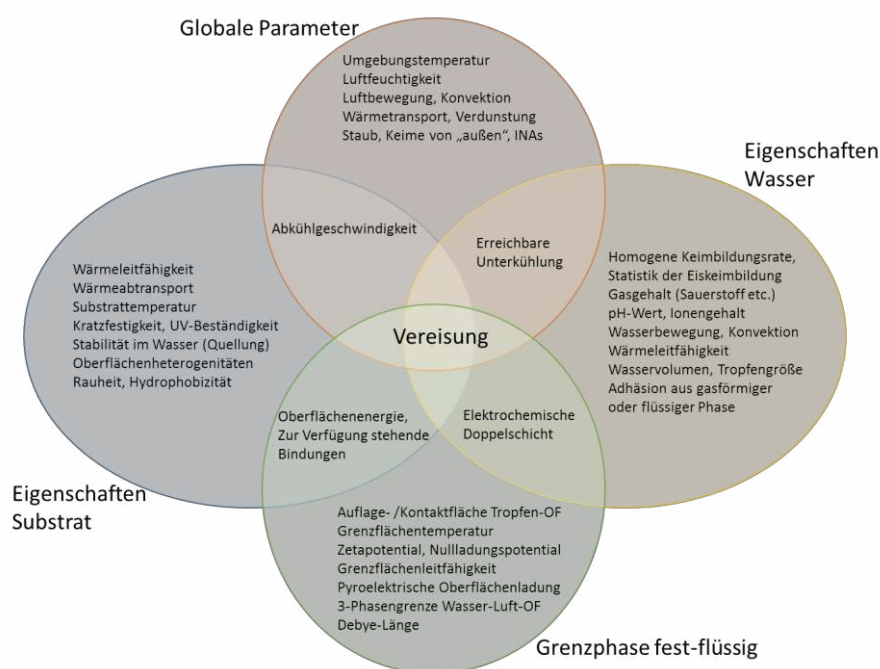 Globale Parameter
Umgebungstemperatur
Luftfeuchtigkeit
Luftbewegung, Konvektion
Wärmetransport, Verdunstung
Staub, Keime von „außen“, INAs
Eigenschaften
Wasser
Abkühlgeschwindigkeit
Erreichbare
Unterkühlung
Wärmeleitfähigkeit
Wärmeabtransport
Substrattemperatur
Kratzfestigkeit, UV-Beständigkeit
Stabilität im Wasser (Quellung)
Oberflächenheterogenitäten
Rauheit, Hydrophobizität
Homogene Keimbildungsrate,
Statistik der Eiskeimbildung
Gasgehalt (Sauerstoff etc.)
pH-Wert, Ionengehalt
Wasserbewegung, Konvektion
Wärmeleitfähigkeit
Wasservolumen, Tropfengröße
Adhäsion aus gasförmiger
oder flüssiger Phase
Vereisung
Oberflächenenergie,
Zur Verfügung stehende
Bindungen
Elektrochemische
Doppelschicht
Eigenschaften
Substrat
Auflage- /Kontaktfläche Tropfen-OF
Grenzflächentemperatur
Zetapotential, Nullladungspotential
Grenzflächenleitfähigkeit
Pyroelektrische Oberflächenladung
3-Phasengrenze Wasser-Luft-OF
Debye-Länge
Grenzphase fest-flüssig